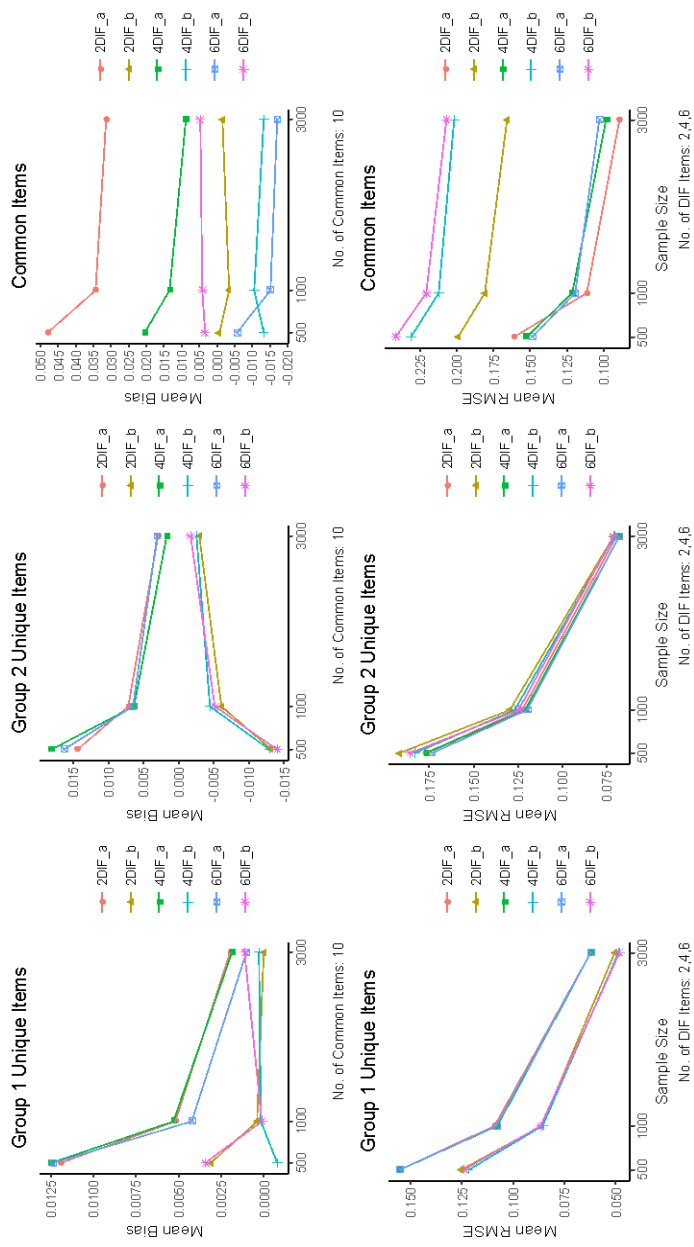 Group 1 Unique Items
Mean Bias
0.0125
0.0100
0.0075
0.0050
0.0025
0.0000
500
1000
3000
No. of Common Items: 10
2DIF_a
2DIF_b
4DIF_a
4DIF_b
6DIF_a
6DIF_b
Group 2 Unique Items
Mean Bias
0.015
0.010
0.005
0.000
-0.005
-0.010
-0.015
500
1000
3000
No. of Common Items: 10
2DIF_a
2DIF_b
4DIF_a
4DIF_b
6DIF_a
6DIF_b
Common Items
Mean Bias
0.050
0.045
0.040
0.035
0.030
0.025
0.020
0.015
0.010
0.005
0.000
-0.005
-0.010
-0.015
-0.020
500
1000
3000
No. of Common Items: 10
2DIF_a
2DIF_b
4DIF_a
4DIF_b
6DIF_a
6DIF_b
Group 1 Unique Items
Mean RMSE
0.150
0.125
0.100
0.075
0.050
500
1000
3000
Sample Size
No. of DIF Items: 2,4,6
2DIF_a
2DIF_b
4DIF_a
4DIF_b
6DIF_a
6DIF_b
Group 2 Unique Items
Mean RMSE
0.175
0.150
0.125
0.100
0.075
500
1000
3000
Sample Size
No. of DIF Items: 2,4,6
2DIF_a
2DIF_b
4DIF_a
4DIF_b
6DIF_a
6DIF_b
Common Items
Mean RMSE
0.225
0.200
0.175
0.150
0.125
0.100
500
1000
3000
Sample Size
No. of DIF Items: 2,4,6
2DIF_a
2DIF_b
4DIF_a
4DIF_b
6DIF_a
6DIF_b